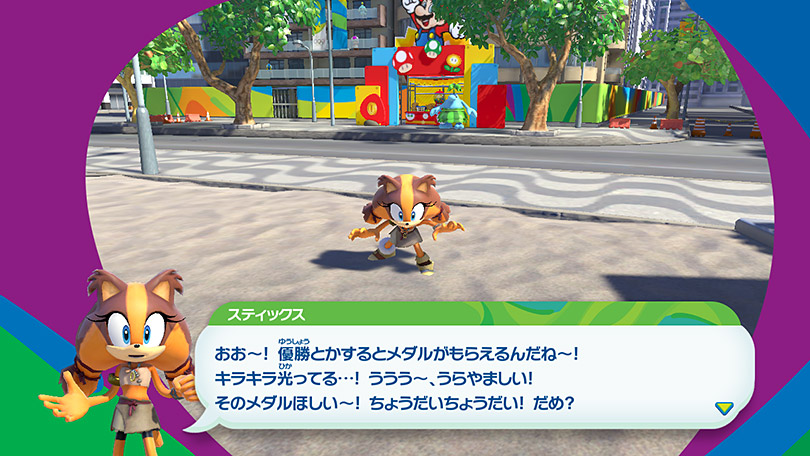 スティックス
おお～！ 優勝とかするとメダルがもらえるんだね～！
キラキラ光ってる…！ ううう～、うらやましい！
そのメダルほしい～！ ちょうだいちょうだい！ だめ？